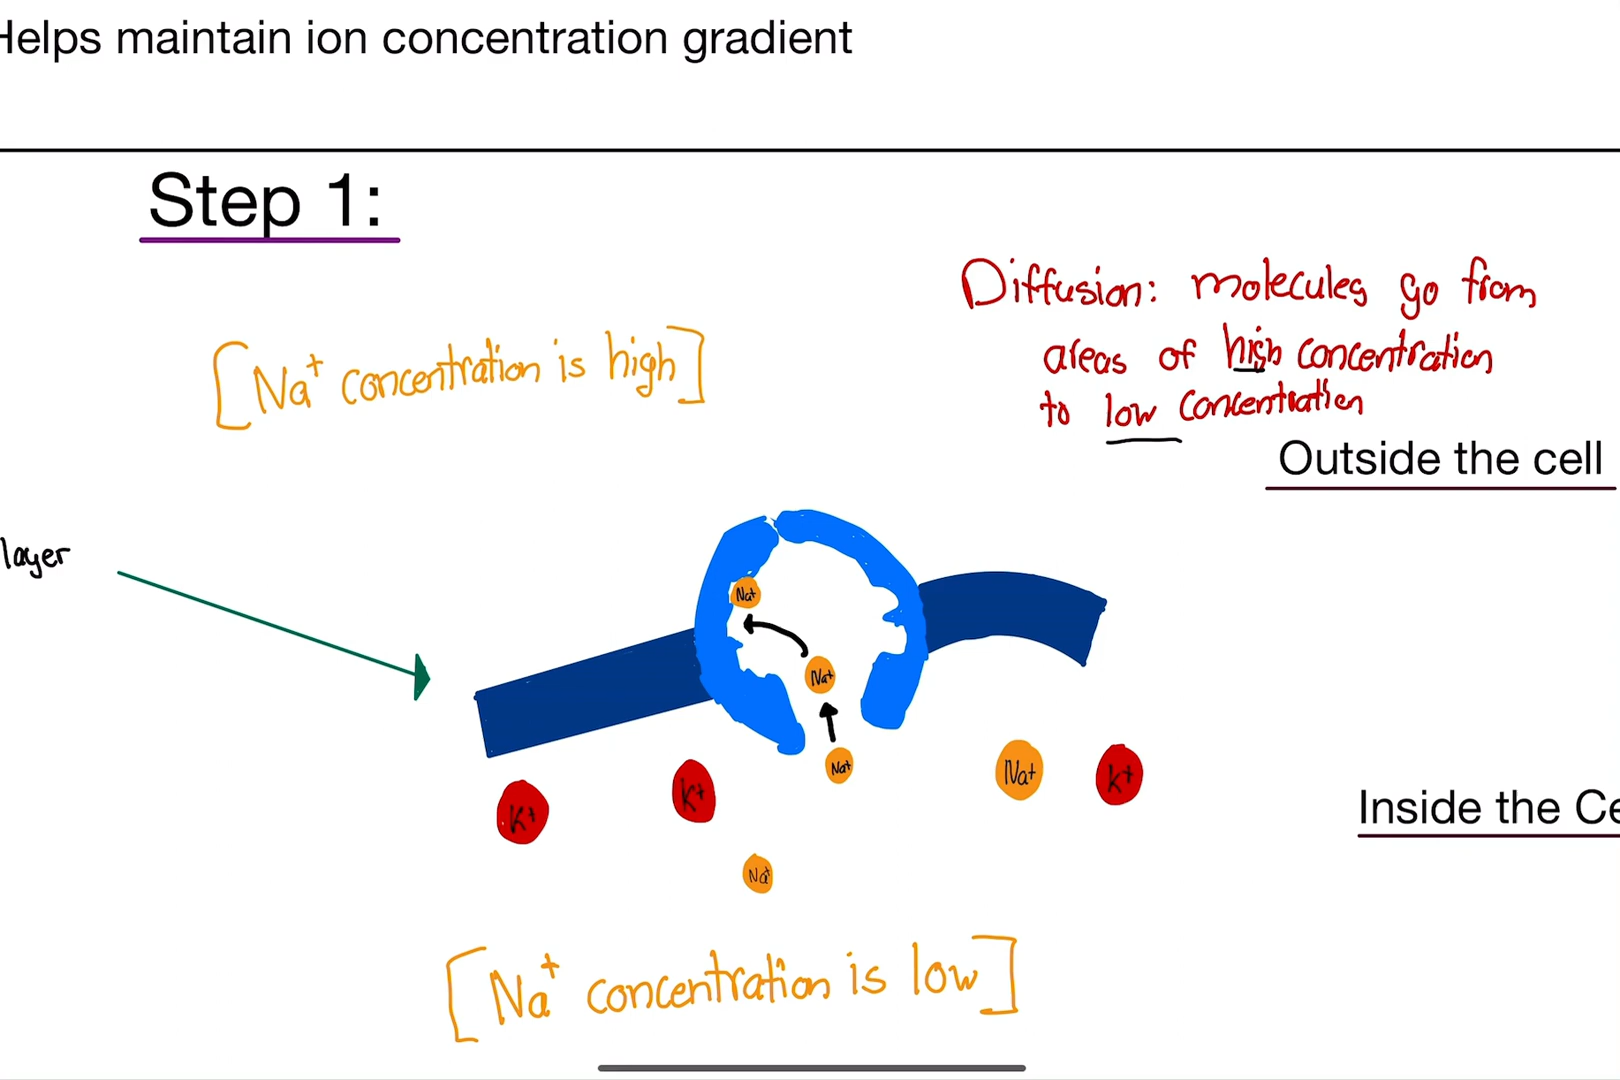 Helps maintain ion concentration gradient
Step 1:
Diffusion: molecules go from
areas of high concentration
to low concentration
[Na+ concentration is high]
Outside the cell
layer
Na+
Na+
Na+
Na+
K+
K+
K+
Inside the Ce
Na+
[Na+ concentration is low]